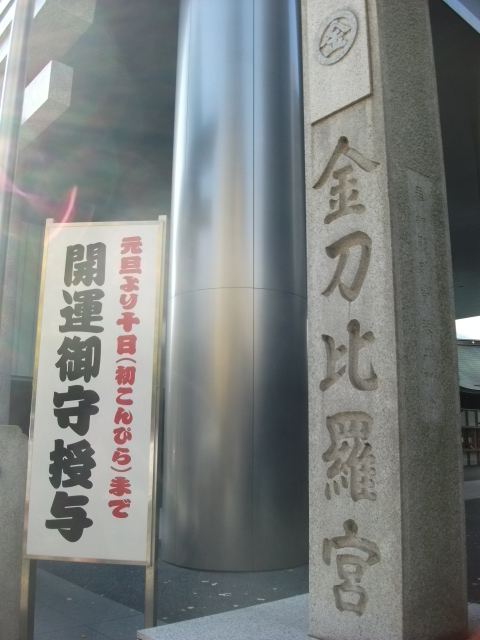 金
金刀比羅宮
元旦より十日(初こんぴら)まで
開運御守授与